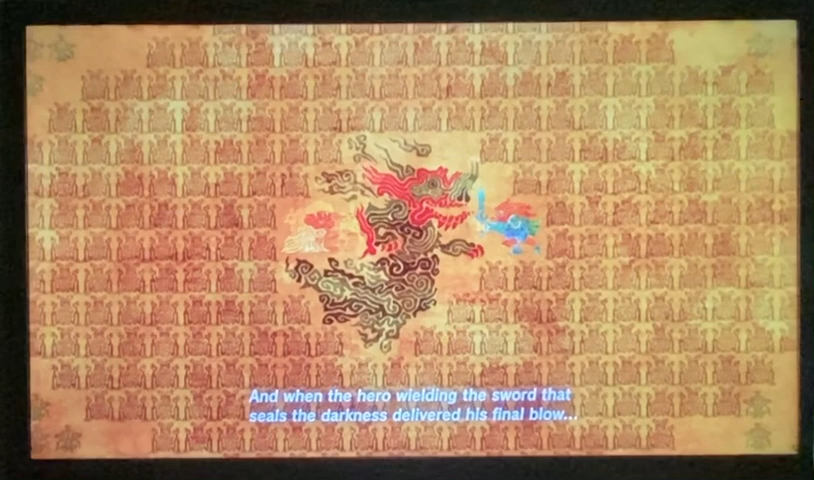 And when the hero wielding the sword that
seals the darkness delivered his final blow...